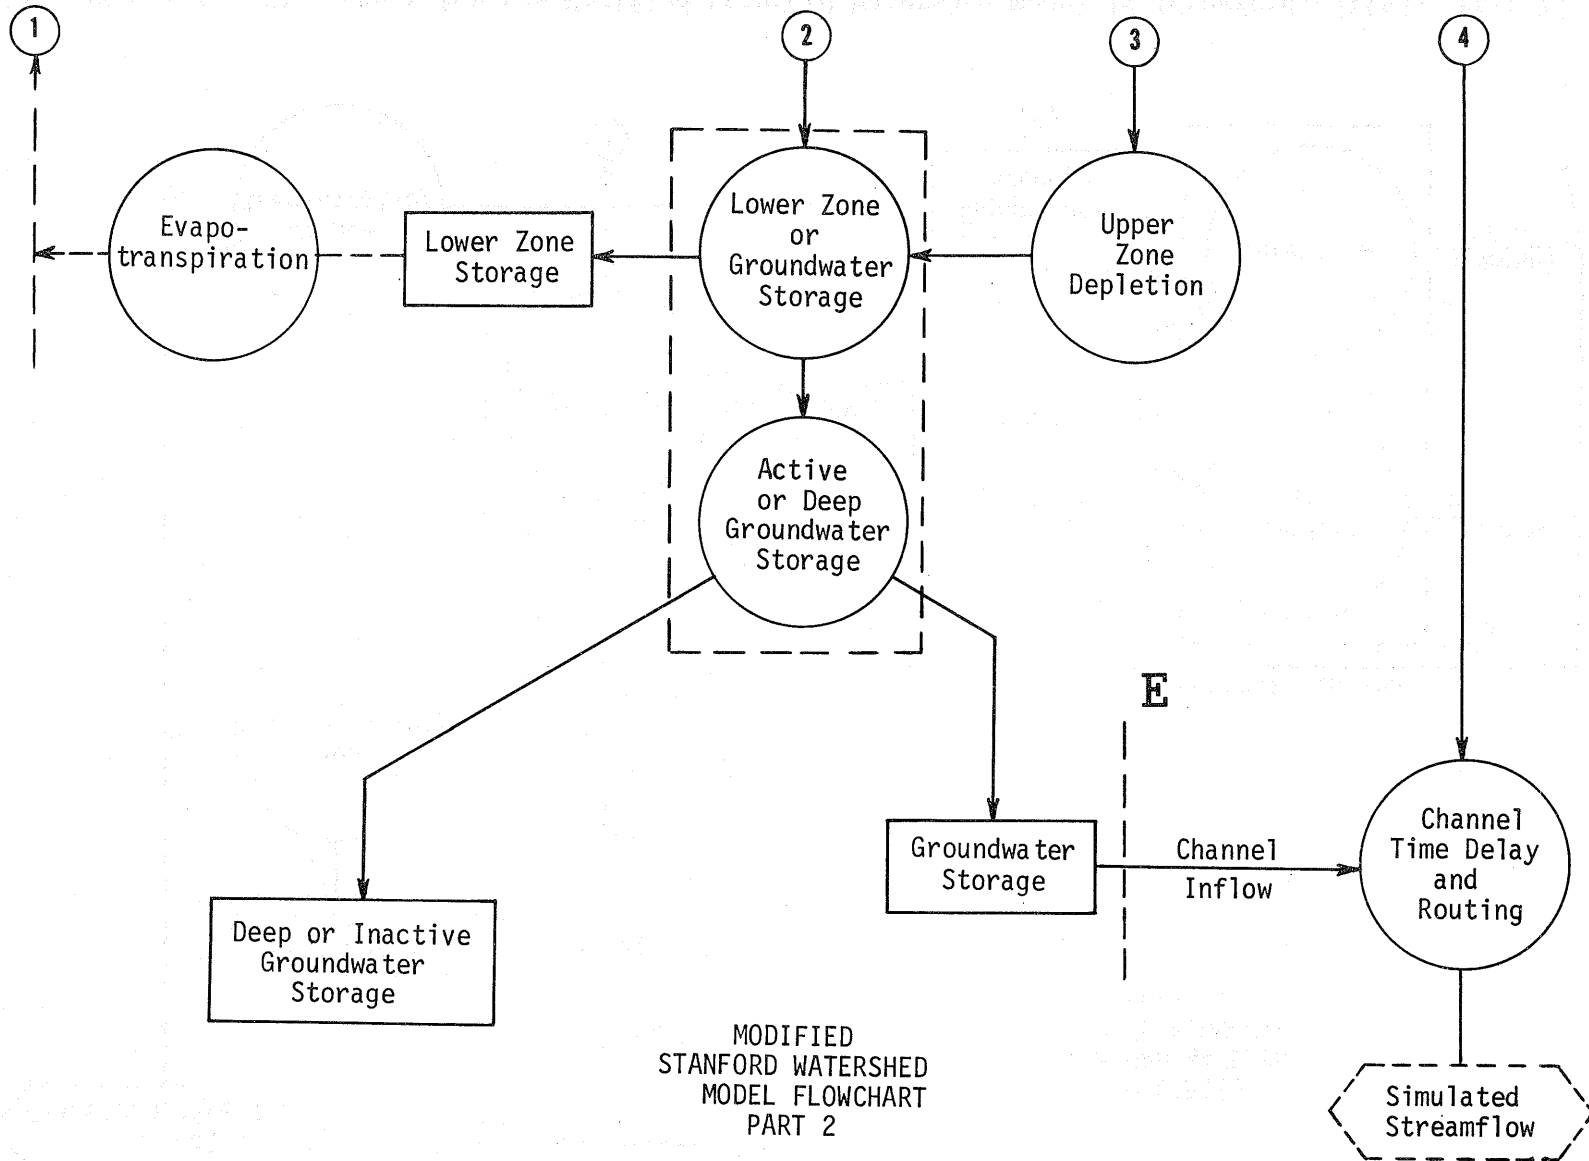 1
2
3
4
Evapo-
transpiration
Lower Zone
Storage
Lower Zone
or
Groundwater
Storage
Upper
Zone
Depletion
Active
or Deep
Groundwater
Storage
E
Groundwater
Storage
Channel
Inflow
Channel
Time Delay
and
Routing
Deep or Inactive
Groundwater
Storage
MODIFIED
STANFORD WATERSHED
MODEL FLOWCHART
PART 2
Simulated
Streamflow